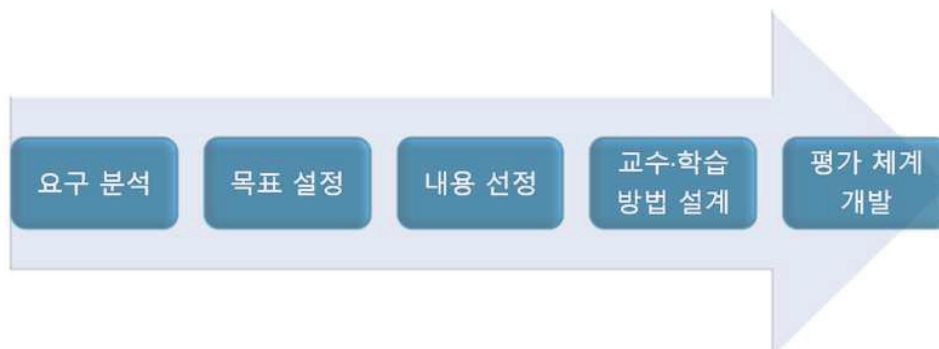 요구 분석
목표 설정
내용 선정
교수·학습
방법 설계
평가 체계
개발